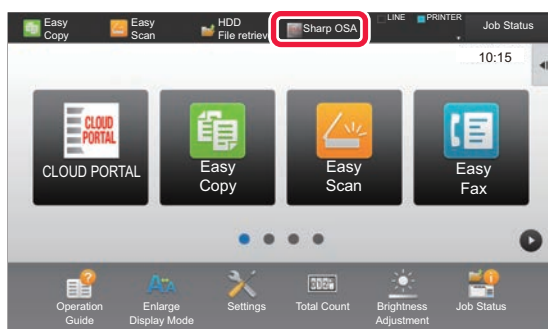 Easy
Copy
Easy
Scan
HDD
File retriev
Sharp OSA
LINE
PRINTER
Job Status
10:15
CLOUD
PORTAL
CLOUD PORTAL
Easy
Copy
Easy
Scan
Easy
Fax
Operation
Guide
Enlarge
Display Mode
Settings
Total Count
Brightness
Adjustment
Job Status